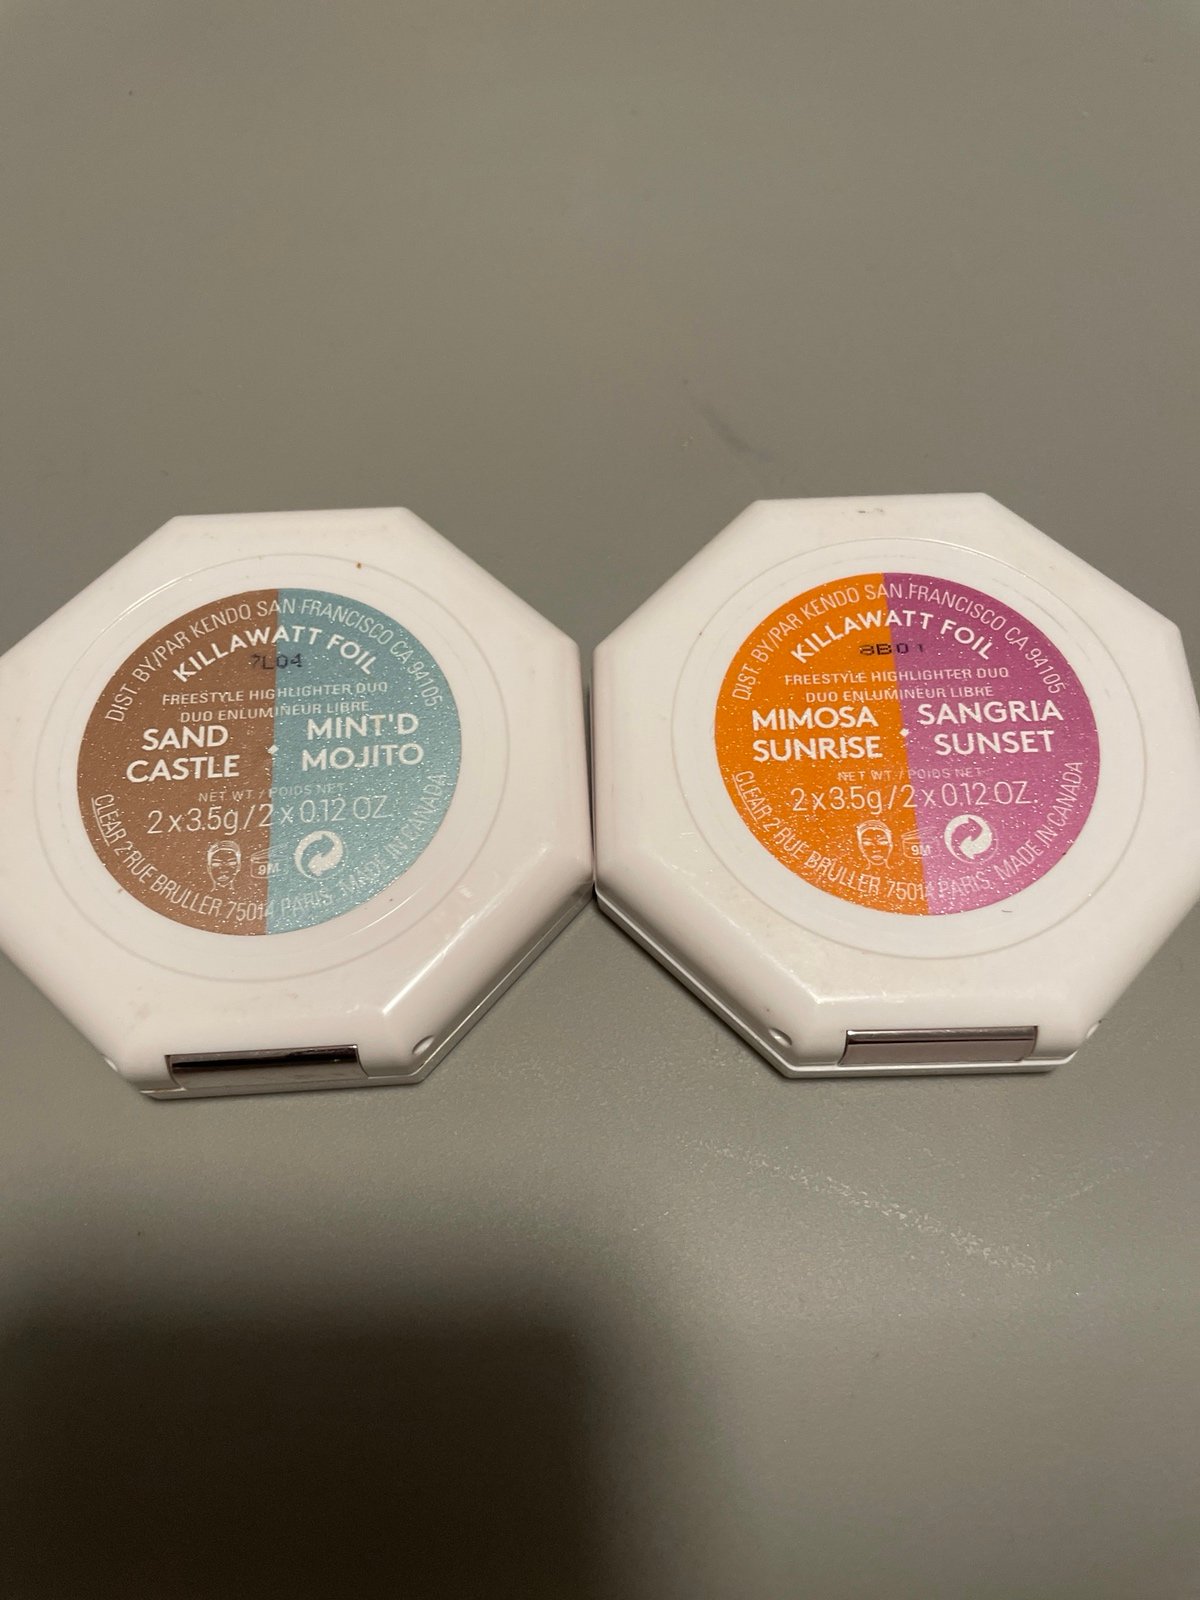 DIST. BY/PAR KENDO SAN FRANCISCO CA 94105
KILLAWATT FOIL
7L04
FREESTYLE HIGHLIGHTER DUO
DUO ENLUMINEUR LIBRE
SAND CASTLE • MINT'D MOJITO
NET WT. / POIDS NET
2 x 3.5g / 2 x 0.12 OZ.
9M
CLEAR 2 RUE BRULLER 75014 PARIS. MADE IN CANADA
DIST. BY/PAR KENDO SAN FRANCISCO CA 94105
KILLAWATT FOIL
8B01
FREESTYLE HIGHLIGHTER DUO
DUO ENLUMINEUR LIBRE
MIMOSA SUNRISE • SANGRIA SUNSET
NET WT. / POIDS NET
2 x 3.5g / 2 x 0.12 OZ.
9M
CLEAR 2 RUE BRULLER 75014 PARIS. MADE IN CANADA